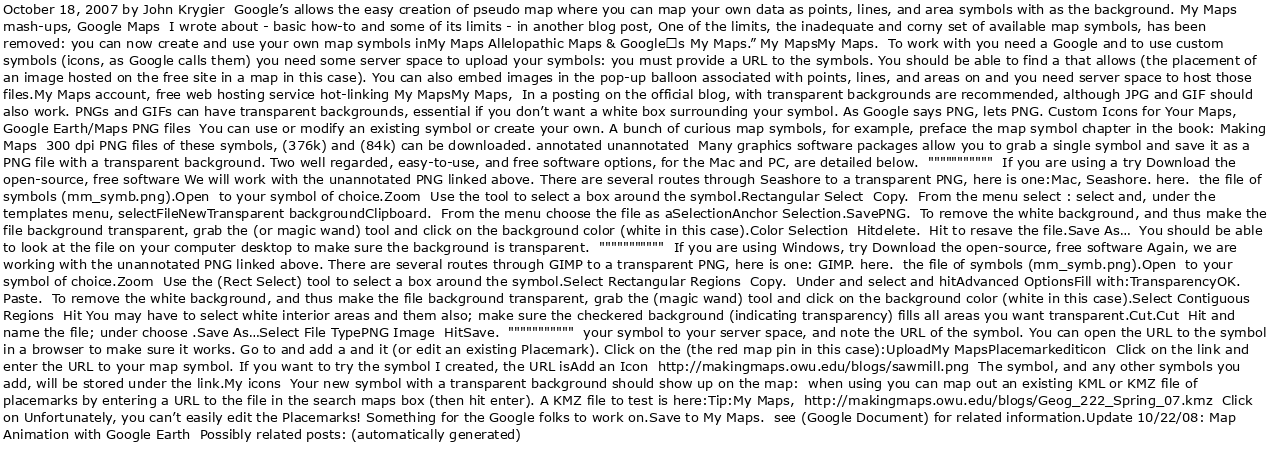 October 18, 2007 by John Krygier  Google’s allows the easy creation of pseudo map where you can map your own data as points, lines, and area symbols with as the background. My Maps
mash-ups, Google Maps  I wrote about - basic how-to and some of its limits - in another blog post, One of the limits, the inadequate and corny set of available map symbols, has been
removed: you can now create and use your own map symbols inMy Maps Allelopathic Maps & Google□s My Maps.” My MapsMy Maps.  To work with you need a Google and to use custom
symbols (icons, as Google calls them) you need some server space to upload your symbols: you must provide a URL to the symbols. You should be able to find a that allows (the placement of
an image hosted on the free site in a map in this case). You can also embed images in the pop-up balloon associated with points, lines, and areas on and you need server space to host those
files.My Maps account, free web hosting service hot-linking My MapsMy Maps,  In a posting on the official blog, with transparent backgrounds are recommended, although JPG and GIF should
also work. PNGs and GIFs can have transparent backgrounds, essential if you don’t want a white box surrounding your symbol. As Google says PNG, lets PNG. Custom Icons for Your Maps,
Google Earth/Maps PNG files  You can use or modify an existing symbol or create your own. A bunch of curious map symbols, for example, preface the map symbol chapter in the book: Making
Maps  300 dpi PNG files of these symbols, (376k) and (84k) can be downloaded. annotated unannotated  Many graphics software packages allow you to grab a single symbol and save it as a
PNG file with a transparent background. Two well regarded, easy-to-use, and free software options, for the Mac and PC, are detailed below.  """""""""""  If you are using a try Download the
open-source, free software We will work with the unannotated PNG linked above. There are several routes through Seashore to a transparent PNG, here is one:Mac, Seashore. here.  the file of
symbols (mm_symb.png).Open  to your symbol of choice.Zoom  Use the tool to select a box around the symbol.Rectangular Select  Copy.  From the menu select : select and, under the
templates menu, selectFileNewTransparent backgroundClipboard.  From the menu choose the file as aSelectionAnchor Selection.SavePNG.  To remove the white background, and thus make the
file background transparent, grab the (or magic wand) tool and click on the background color (white in this case).Color Selection  Hitdelete.  Hit to resave the file.Save As...  You should be able
to look at the file on your computer desktop to make sure the background is transparent.  """""""""""  If you are using Windows, try Download the open-source, free software Again, we are
working with the unannotated PNG linked above. There are several routes through GIMP to a transparent PNG, here is one: GIMP. here.  the file of symbols (mm_symb.png).Open  to your
symbol of choice.Zoom  Use the (Rect Select) tool to select a box around the symbol.Select Rectangular Regions  Copy.  Under and select and hitAdvanced OptionsFill with:TransparencyOK.
Paste.  To remove the white background, and thus make the file background transparent, grab the (magic wand) tool and click on the background color (white in this case).Select Contiguous
Regions  Hit You may have to select white interior areas and them also; make sure the checkered background (indicating transparency) fills all areas you want transparent.Cut.Cut  Hit and
name the file; under choose .Save As...Select File TypePNG Image  HitSave.  """""""""""  your symbol to your server space, and note the URL of the symbol. You can open the URL to the symbol
in a browser to make sure it works. Go to and add a and it (or edit an existing Placemark). Click on the (the red map pin in this case):UploadMy MapsPlacemarkediticon  Click on the link and
enter the URL to your map symbol. If you want to try the symbol I created, the URL isAdd an Icon  http://makingmaps.owu.edu/blogs/sawmill.png  The symbol, and any other symbols you
add, will be stored under the link.My icons  Your new symbol with a transparent background should show up on the map:  when using you can map out an existing KML or KMZ file of
placemarks by entering a URL to the file in the search maps box (then hit enter). A KMZ file to test is here:Tip:My Maps,  http://makingmaps.owu.edu/blogs/Geog_222_Spring_07.kmz  Click
on Unfortunately, you can’t easily edit the Placemarks! Something for the Google folks to work on.Save to My Maps.  see (Google Document) for related information.Update 10/22/08: Map
Animation with Google Earth  Possibly related posts: (automatically generated)